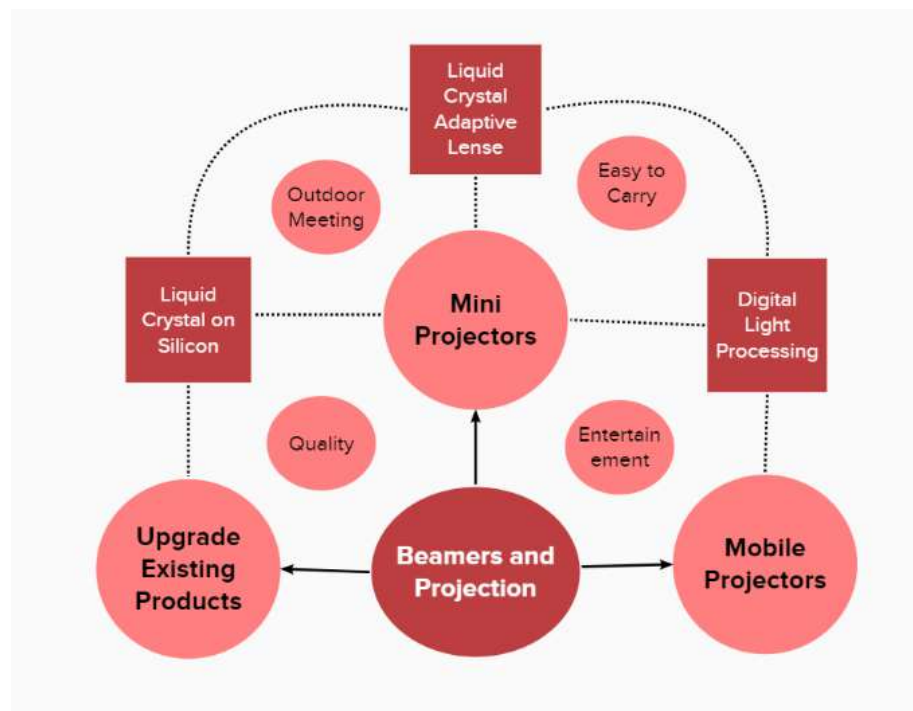 Liquid
Crystal
Adaptive
Lense
Outdoor
Meeting
Easy to
Carry
Liquid
Crystal on
Silicon
Mini
Projectors
Digital
Light
Processing
Quality
Entertain
ement
Upgrade
Existing
Products
Beamers and
Projection
Mobile
Projectors